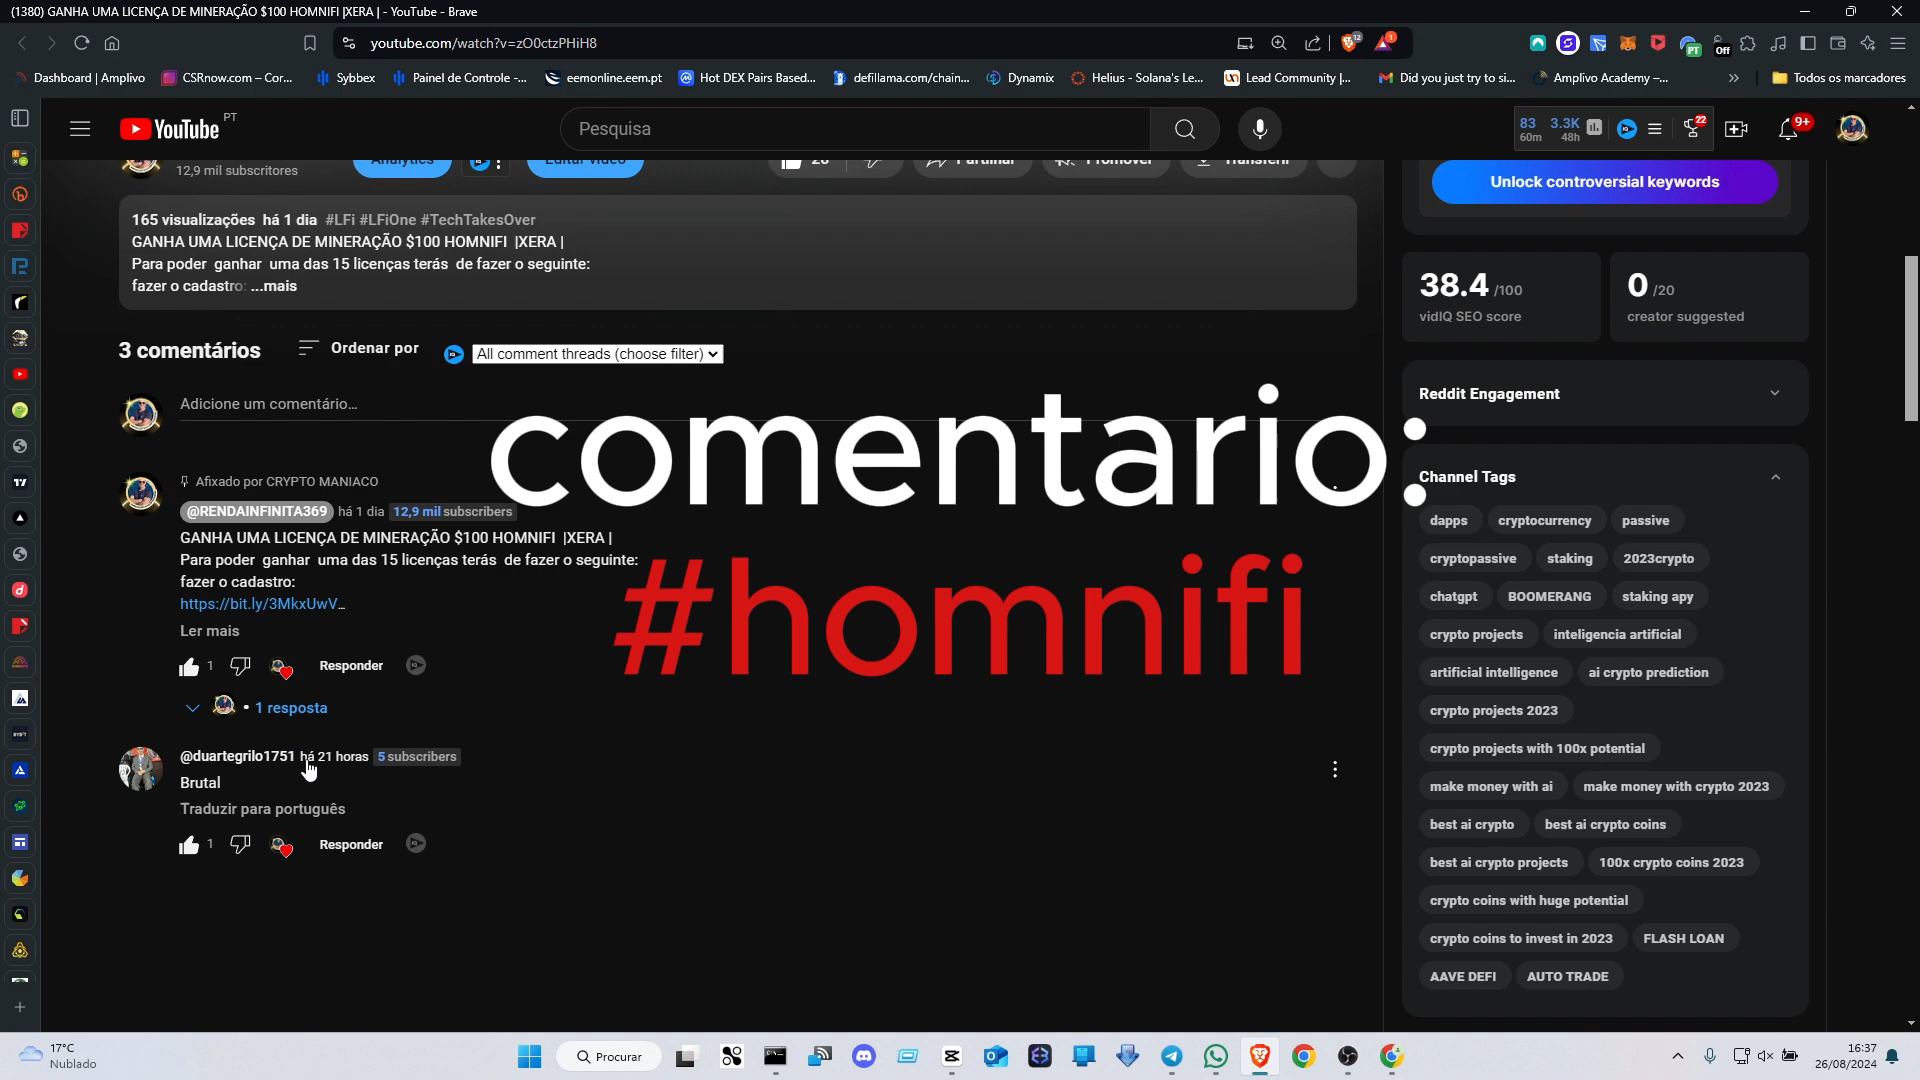 (1380) GANHA UMA LICENÇA DE MINERAÇÃO $100 HOMNIFI |XERA | - YouTube - Brave
youtube.com/watch?v=zO0ctzPHiH8
12
1
PT
Off
Dashboard | Amplivo
CSRnow.com – Cor...
Sybbex
Painel de Controle -...
eemonline.eem.pt
Hot DEX Pairs Based...
defillama.com/chain...
Dynamix
Helius - Solana's Le...
Lead Community |...
Did you just try to si...
Amplivo Academy –...
Todos os marcadores
YouTube PT
Pesquisa
83 3.3K
60m 48h
22
9+
12,9 mil subscritores
Analytics
Editar vídeo
20
Partilhar
Promover
Transferir
Unlock controversial keywords
165 visualizações há 1 dia #LFi #LFiOne #TechTakesOver
GANHA UMA LICENÇA DE MINERAÇÃO $100 HOMNIFI |XERA |
Para poder ganhar uma das 15 licenças terás de fazer o seguinte:
fazer o cadastro: ...mais
38.4 /100
vidIQ SEO score
0 /20
creator suggested
3 comentários
Ordenar por
All comment threads (choose filter)
Reddit Engagement
Adicione um comentário...
comentario:
#homnifi
Afixado por CRYPTO MANIACO
@RENDAINFINITA369 há 1 dia 12,9 mil subscribers
GANHA UMA LICENÇA DE MINERAÇÃO $100 HOMNIFI |XERA |
Para poder ganhar uma das 15 licenças terás de fazer o seguinte:
fazer o cadastro:
https://bit.ly/3MkxUwV...
Ler mais
1
Responder
• 1 resposta
@duartegrilo1751 há 21 horas 5 subscribers
Brutal
Traduzir para português
1
Responder
Channel Tags
dapps cryptocurrency passive
cryptopassive staking 2023crypto
chatgpt BOOMERANG staking apy
crypto projects inteligencia artificial
artificial intelligence ai crypto prediction
crypto projects 2023
crypto projects with 100x potential
make money with ai make money with crypto 2023
best ai crypto best ai crypto coins
best ai crypto projects 100x crypto coins 2023
crypto coins with huge potential
crypto coins to invest in 2023 FLASH LOAN
AAVE DEFI AUTO TRADE
17°C
Nublado
Procurar
16:37
26/08/2024